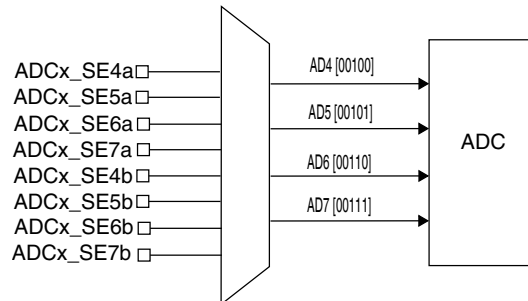 ADCx_SE4a
ADCx_SE5a
ADCx_SE6a
ADCx_SE7a
ADCx_SE4b
ADCx_SE5b
ADCx_SE6b
ADCx_SE7b
AD4 [00100]
AD5 [00101]
AD6 [00110]
AD7 [00111]
ADC